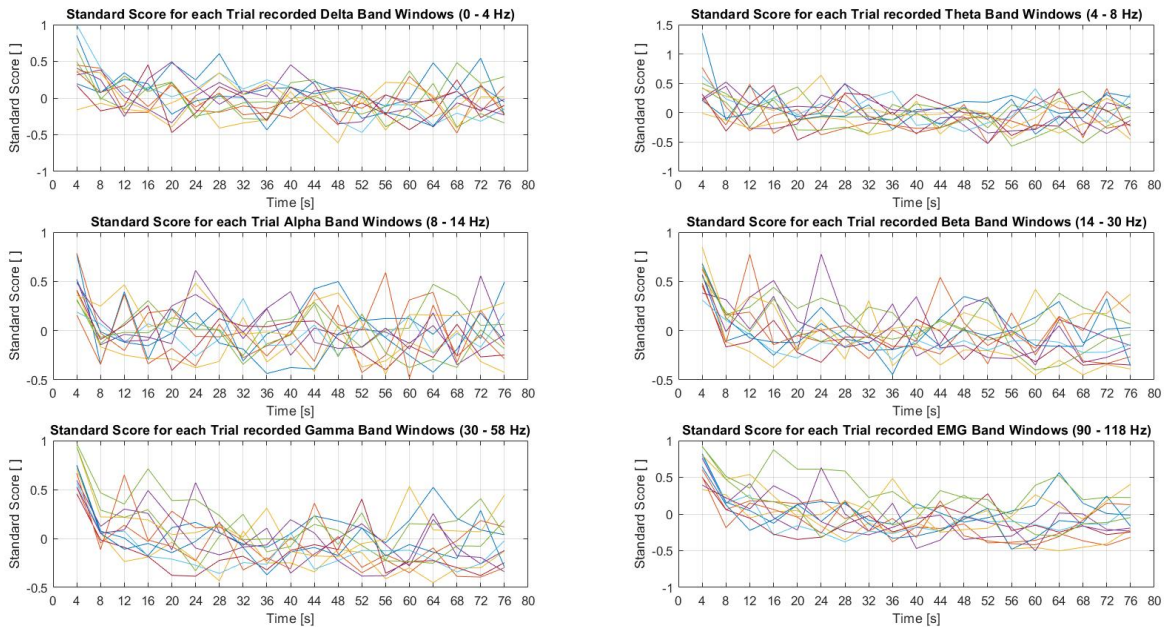 Standard Score for each Trial recorded Delta Band Windows (0 - 4 Hz)
Standard Score [ ]
1
0.5
0
-0.5
-1
0 4 8 12 16 20 24 28 32 36 40 44 48 52 56 60 64 68 72 76 80
Time [s]
Standard Score for each Trial recorded Theta Band Windows (4 - 8 Hz)
Standard Score [ ]
1.5
1
0.5
0
-0.5
-1
0 4 8 12 16 20 24 28 32 36 40 44 48 52 56 60 64 68 72 76 80
Time [s]
Standard Score for each Trial Alpha Band Windows (8 - 14 Hz)
Standard Score [ ]
1
0.5
0
-0.5
0 4 8 12 16 20 24 28 32 36 40 44 48 52 56 60 64 68 72 76 80
Time [s]
Standard Score for each Trial recorded Beta Band Windows (14 - 30 Hz)
Standard Score [ ]
1
0.5
0
-0.5
0 4 8 12 16 20 24 28 32 36 40 44 48 52 56 60 64 68 72 76 80
Time [s]
Standard Score for each Trial recorded Gamma Band Windows (30 - 58 Hz)
Standard Score [ ]
1
0.5
0
-0.5
0 4 8 12 16 20 24 28 32 36 40 44 48 52 56 60 64 68 72 76 80
Time [s]
Standard Score for each Trial recorded EMG Band Windows (90 - 118 Hz)
Standard Score [ ]
1
0.5
0
-0.5
-1
0 4 8 12 16 20 24 28 32 36 40 44 48 52 56 60 64 68 72 76 80
Time [s]